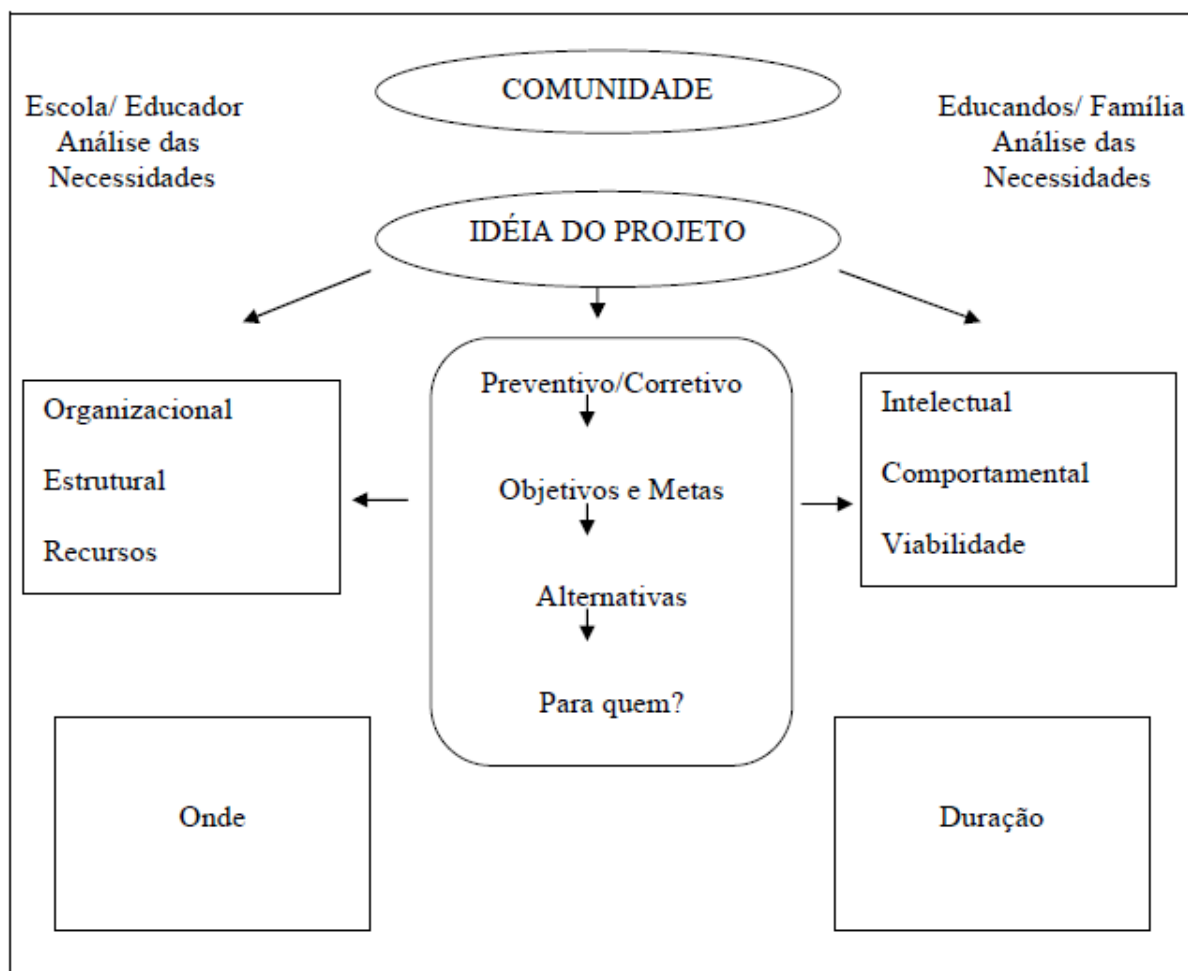 COMUNIDADE
Escola/ Educador
Análise das
Necessidades
Educandos/ Família
Análise das
Necessidades
IDÉIA DO PROJETO
Organizacional
Estrutural
Recursos
Preventivo/Corretivo
Objetivos e Metas
Alternativas
Para quem?
Intelectual
Comportamental
Viabilidade
Onde
Duração